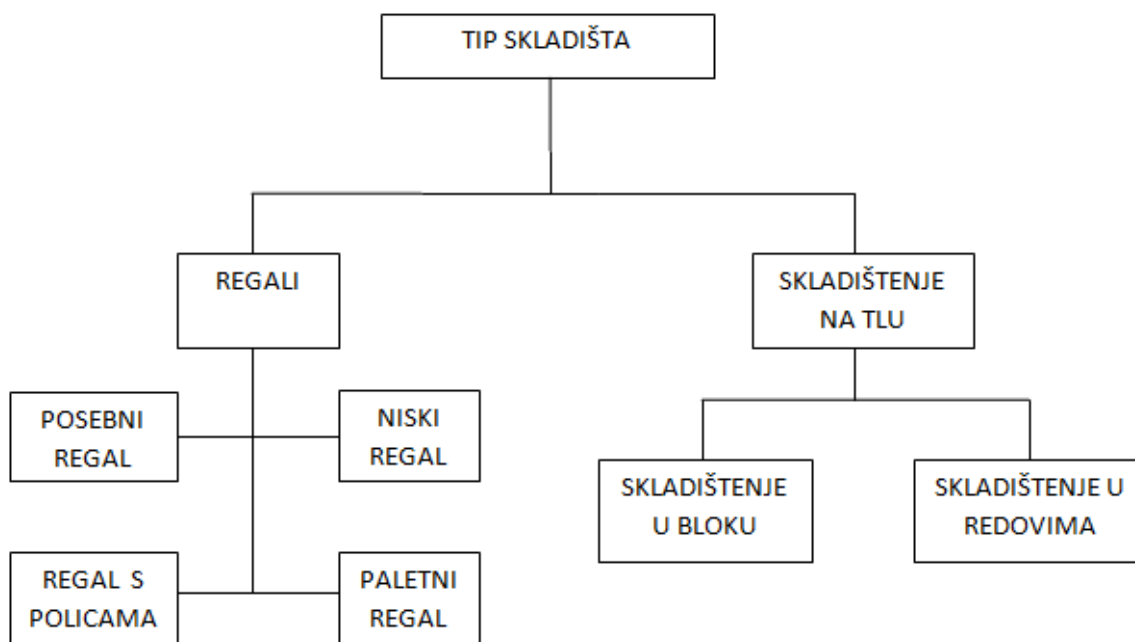 TIP SKLADIŠTA
REGALI
SKLADIŠTENJE
NA TLU
POSEBNI
REGAL
NISKI
REGAL
SKLADIŠTENJE
U BLOKU
SKLADIŠTENJE U
REDOVIMA
REGAL S
POLICAMA
PALETNI
REGAL